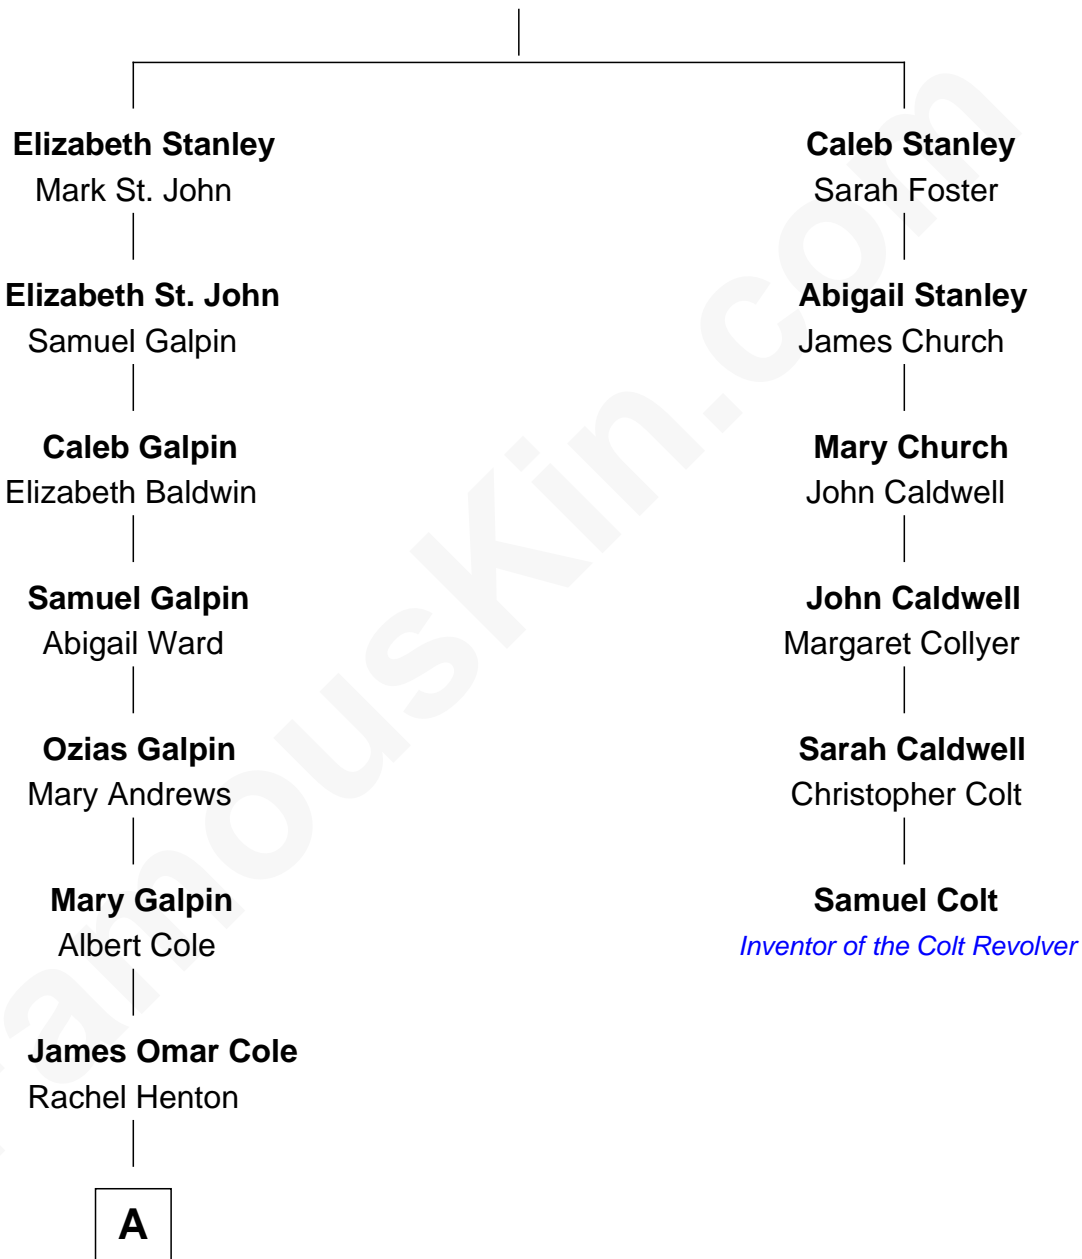 Elizabeth Stanley
Mark St. John
Elizabeth St. John
Samuel Galpin
Caleb Galpin
Elizabeth Baldwin
Samuel Galpin
Abigail Ward
Ozias Galpin
Mary Andrews
Mary Galpin
Albert Cole
James Omar Cole
Rachel Henton
A
Caleb Stanley
Sarah Foster
Abigail Stanley
James Church
Mary Church
John Caldwell
John Caldwell
Margaret Collyer
Sarah Caldwell
Christopher Colt
Samuel Colt
Inventor of the Colt Revolver
famouskin.com